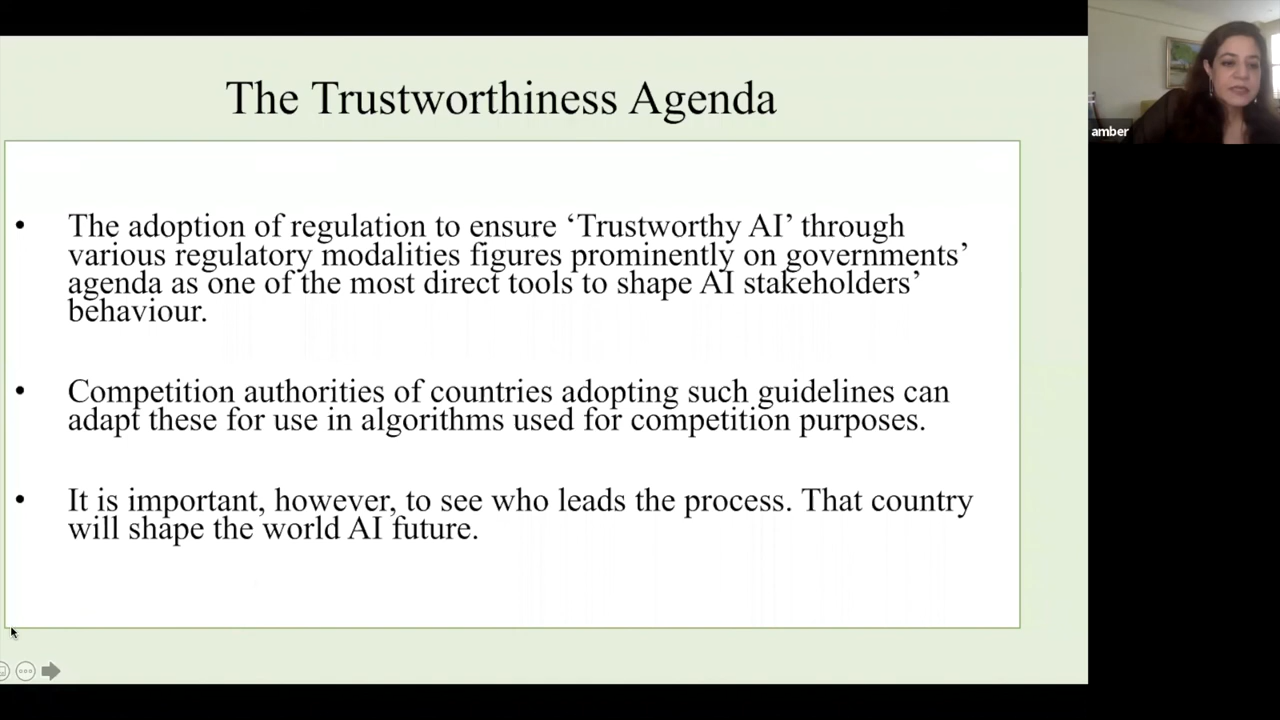 The Trustworthiness Agenda
• The adoption of regulation to ensure ‘Trustworthy AI’ through
various regulatory modalities figures prominently on governments’
agenda as one of the most direct tools to shape AI stakeholders’
behaviour.
• Competition authorities of countries adopting such guidelines can
adapt these for use in algorithms used for competition purposes.
• It is important, however, to see who leads the process. That country
will shape the world AI future.
amber